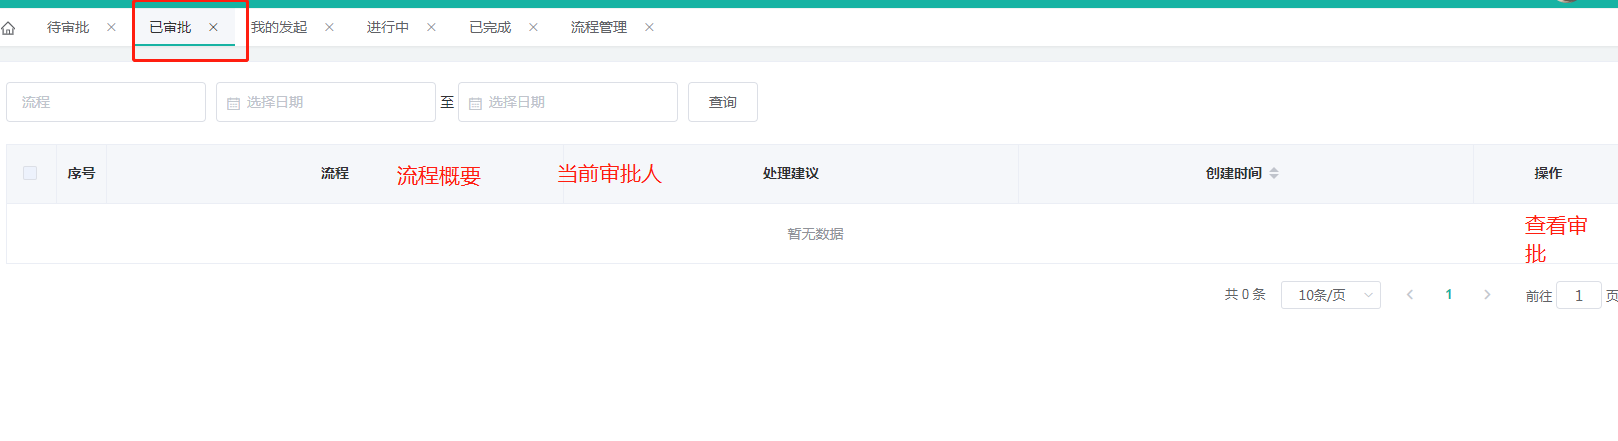 待审批 已审批 我的发起 进行中 已完成 流程管理
流程 选择日期 至 选择日期 查询
序号 流程 流程概要 当前审批人 处理建议 创建时间 操作
暂无数据
查看审
批
共 0 条 10条/页 1 前往 1 页